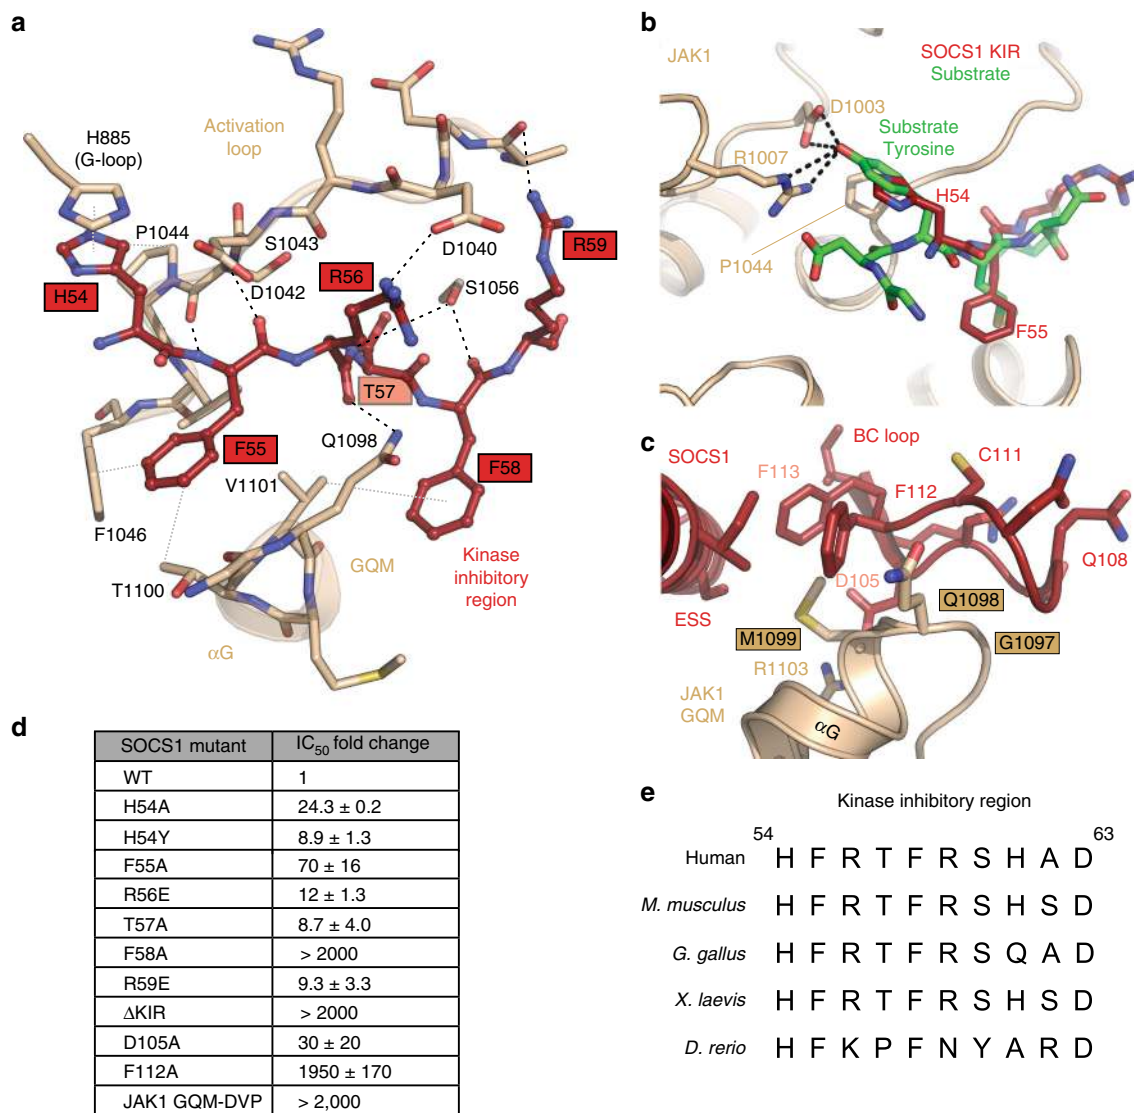 a
H885
(G-loop)
Activation
loop
P1044
S1043
D1042
D1040
R59
H54
R56
S1056
T57
F55
Q1098
F58
V1101
F1046
GQM
Kinase
inhibitory
region
T1100
αG
b
JAK1
SOCS1 KIR
Substrate
D1003
Substrate
Tyrosine
R1007
H54
P1044
F55
c
BC loop
SOCS1
C111
F113
F112
Q108
D105
ESS
Q1098
M1099
G1097
R1103
JAK1
GQM
αG
d
SOCS1 mutant IC50 fold change
WT 1
H54A 24.3 ± 0.2
H54Y 8.9 ± 1.3
F55A 70 ± 16
R56E 12 ± 1.3
T57A 8.7 ± 4.0
F58A > 2000
R59E 9.3 ± 3.3
ΔKIR > 2000
D105A 30 ± 20
F112A 1950 ± 170
JAK1 GQM-DVP > 2,000
e
Kinase inhibitory region
54 63
Human H F R T F R S H A D
M. musculus H F R T F R S H S D
G. gallus H F R T F R S Q A D
X. laevis H F R T F R S H S D
D. rerio H F K P F N Y A R D